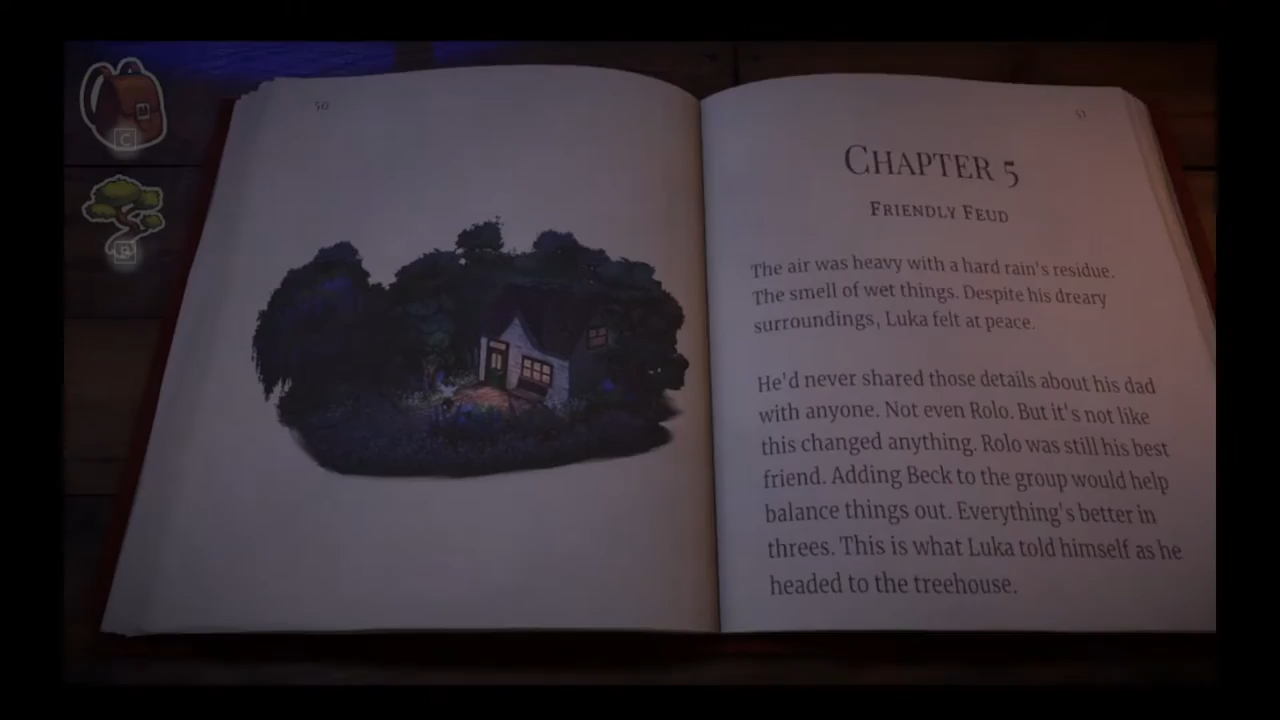 50
51
C
CHAPTER 5
FRIENDLY FEUD
The air was heavy with a hard rain's residue.
The smell of wet things. Despite his dreary
surroundings, Luka felt at peace.
He'd never shared those details about his dad
with anyone. Not even Rolo. But it's not like
this changed anything. Rolo was still his best
friend. Adding Beck to the group would help
balance things out. Everything's better in
threes. This is what Luka told himself as he
headed to the treehouse.